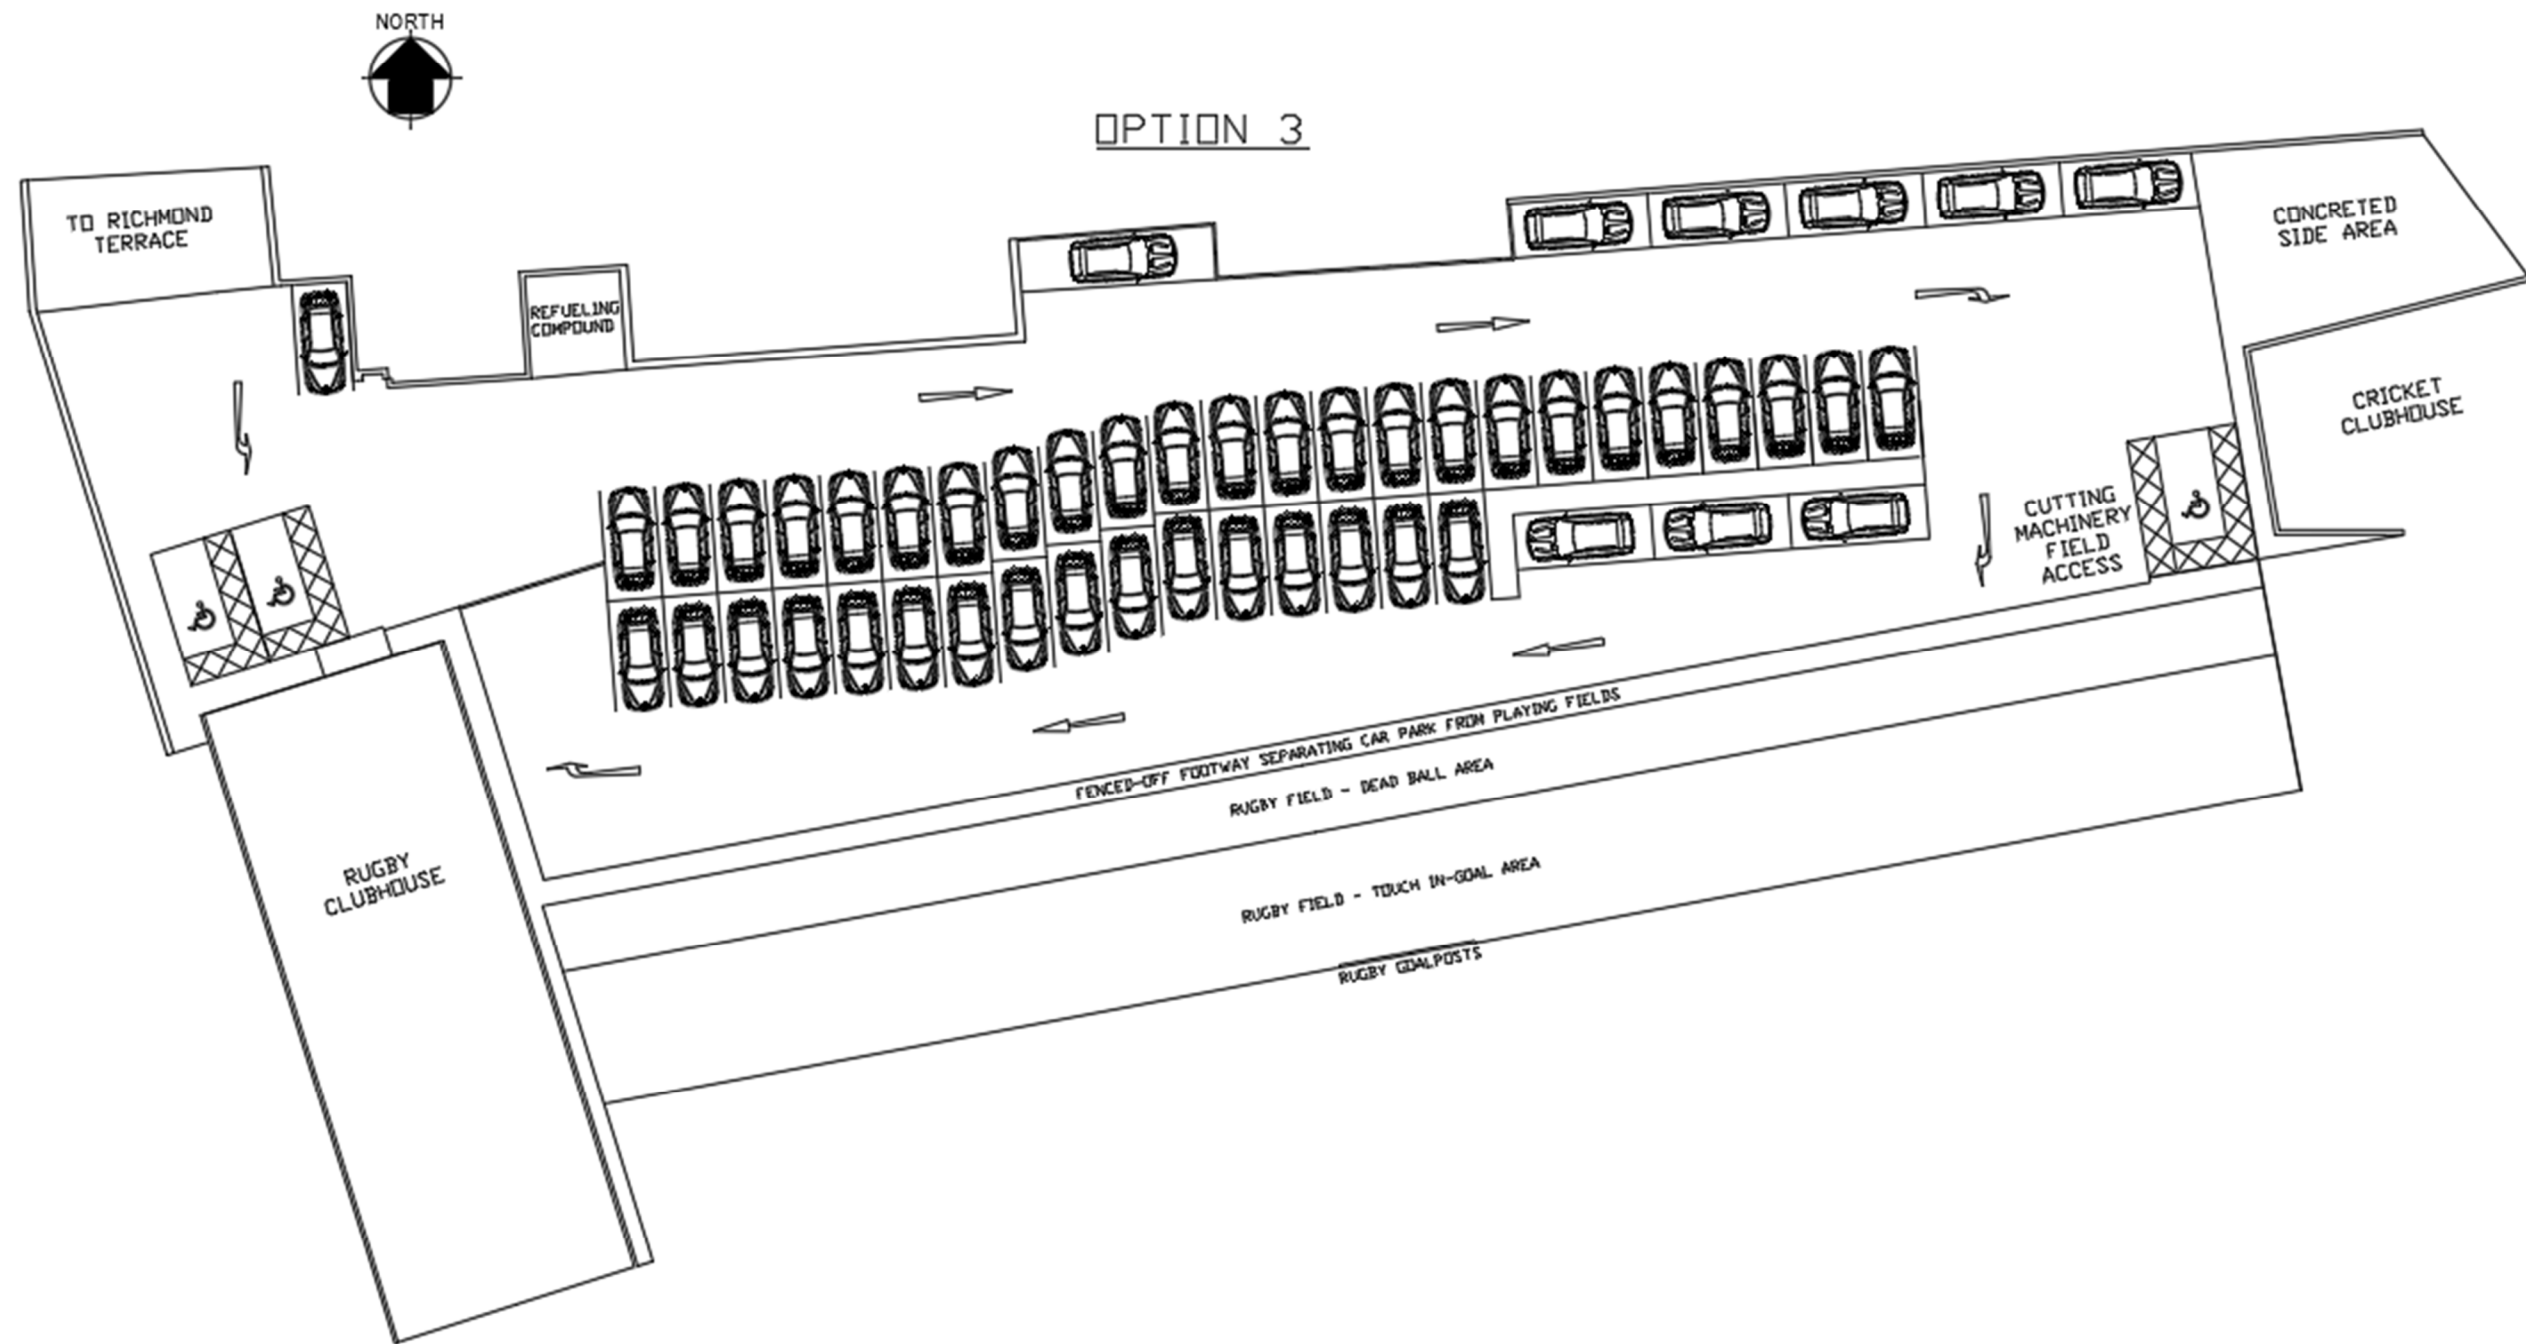 NORTH
OPTION 3
TO RICHMOND
TERRACE
REFUELING
COMPOUND
CONCRETED
SIDE AREA
CRICKET
CLUBHOUSE
CUTTING
MACHINERY
FIELD
ACCESS
FENCED-OFF FOOTWAY SEPARATING CAR PARK FROM PLAYING FIELDS
RUGBY FIELD - DEAD BALL AREA
RUGBY FIELD - TOUCH IN-GOAL AREA
RUGBY GOALPOSTS
RUGBY
CLUBHOUSE